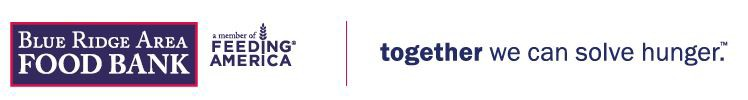 BLUE RIDGE AREA
FOOD BANK
a member of
FEEDING®
AMERICA
together we can solve hunger.™